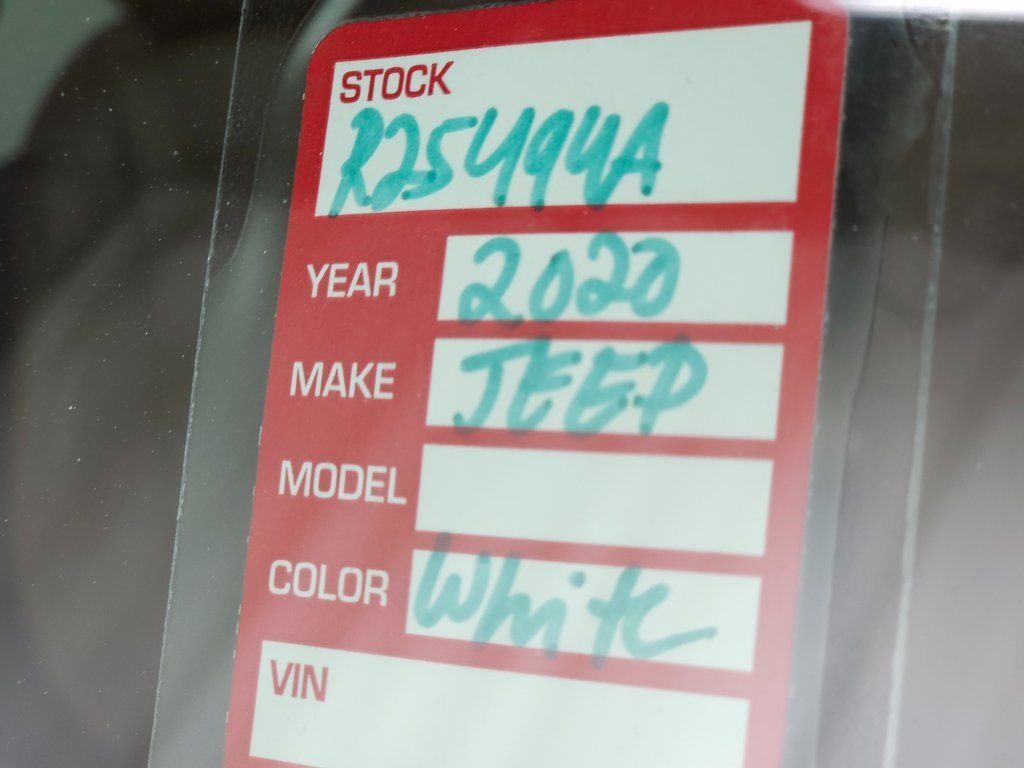 STOCK
R25494A
YEAR 2020
MAKE JEEP
MODEL
COLOR White
VIN